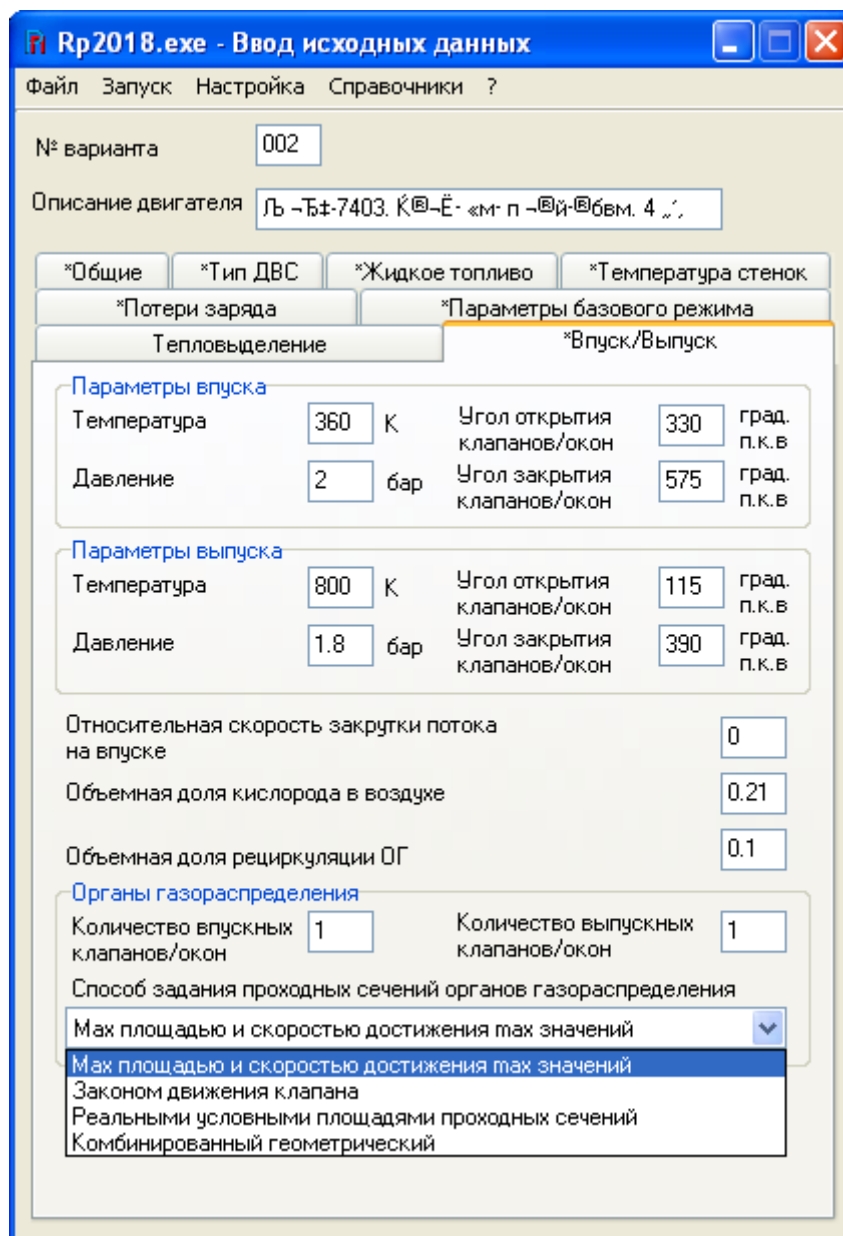 Rp2018.exe - Ввод исходных данных
Файл Запуск Настройка Справочники ?
№ варианта 002
Описание двигателя Љь ¬Ђ‡-7403. Ќ®¬Ё- «м- п ¬®й-®бвм. 4 „´‚
*Общие *Тип ДВС *Жидкое топливо *Температура стенок
*Потери заряда *Параметры базового режима
Тепловыделение *Впуск/Выпуск
Параметры впуска
Температура 360 К Угол открытия клапанов/окон 330 град. п.к.в
Давление 2 бар Угол закрытия клапанов/окон 575 град. п.к.в
Параметры выпуска
Температура 800 К Угол открытия клапанов/окон 115 град. п.к.в
Давление 1.8 бар Угол закрытия клапанов/окон 390 град. п.к.в
Относительная скорость закрутки потока
на впуске 0
Объемная доля кислорода в воздухе 0.21
Объемная доля рециркуляции ОГ 0.1
Органы газораспределения
Количество впускных клапанов/окон 1 Количество выпускных клапанов/окон 1
Способ задания проходных сечений органов газораспределения
Мах площадью и скоростью достижения max значений
Мах площадью и скоростью достижения max значений
Законом движения клапана
Реальными условными площадями проходных сечений
Комбинированный геометрический